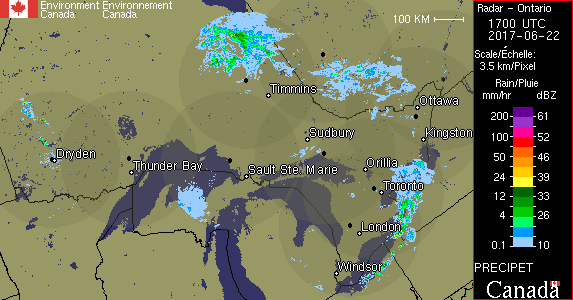 Environment Environnement
Canada Canada
100 KM
Timmins
Ottawa
Sudbury
Kingston
Dryden
Thunder Bay
Sault Ste. Marie
Orillia
Toronto
London
Windsor
Radar - Ontario
1700 UTC
2017-06-22
Scale/Échelle:
3.5 km/Pixel
Rain/Pluie
mm/hr dBZ
200 61
100 52
50 46
24 39
12 33
4 26
0.1 10
PRECIPET
Canada